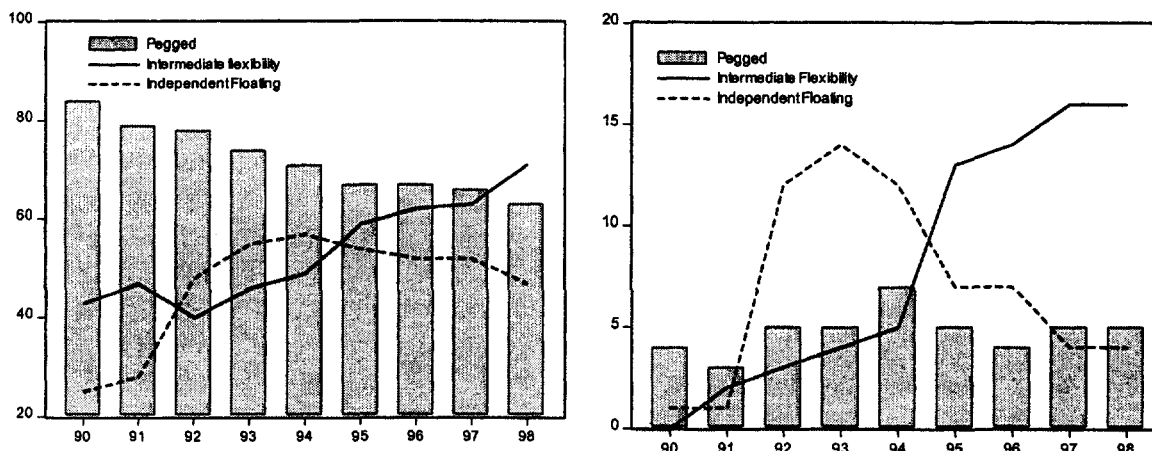 100
80
60
40
20
Pegged
Intermediate flexibility
Independent Floating
90 91 92 93 94 95 96 97 98
20
15
10
5
0
Pegged
Intermediate Flexibility
Independent Floating
90 91 92 93 94 95 96 97 98